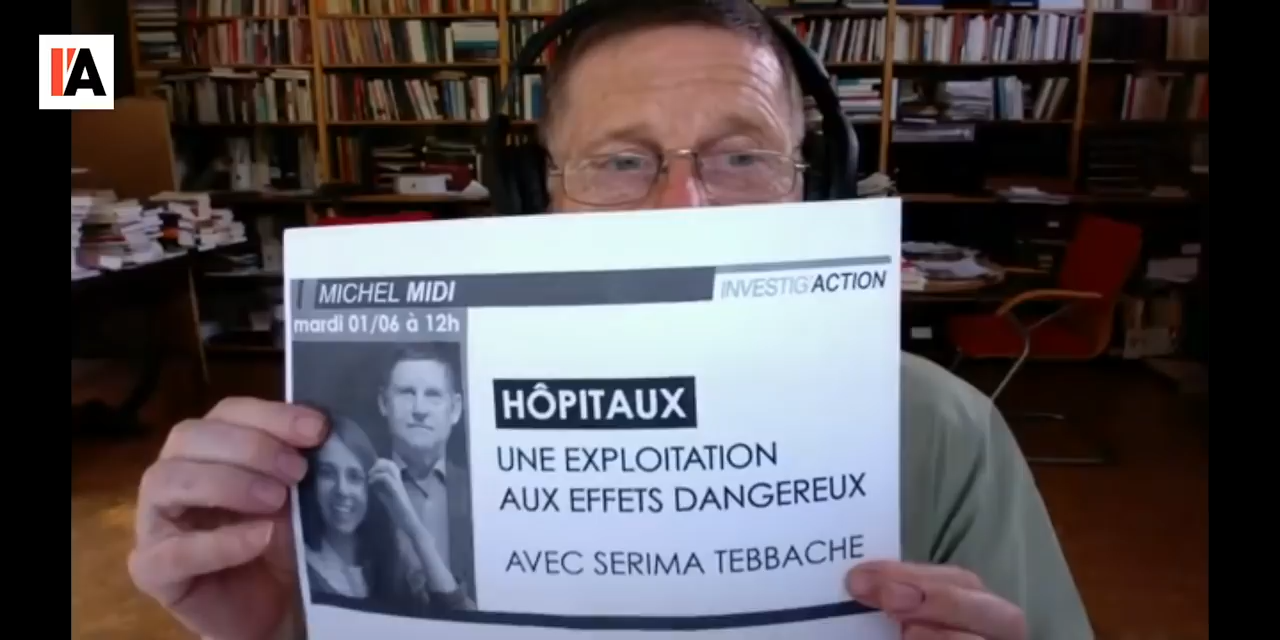 I'A
MICHEL MIDI
INVESTIG'ACTION
mardi 01/06 à 12h
HÔPITAUX
UNE EXPLOITATION
AUX EFFETS DANGEREUX
AVEC SERIMA TEBBACHE